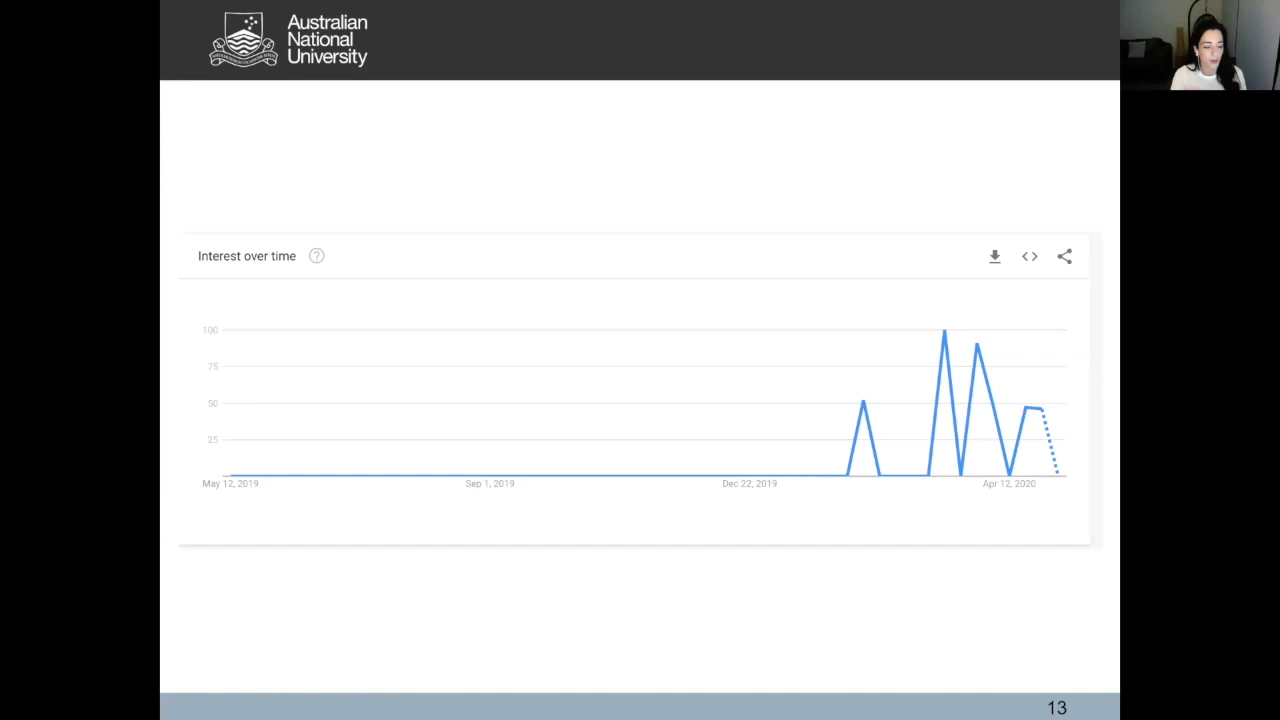 Australian
National
University
Interest over time ?
100
75
50
25
May 12, 2019 Sep 1, 2019 Dec 22, 2019 Apr 12, 2020
13